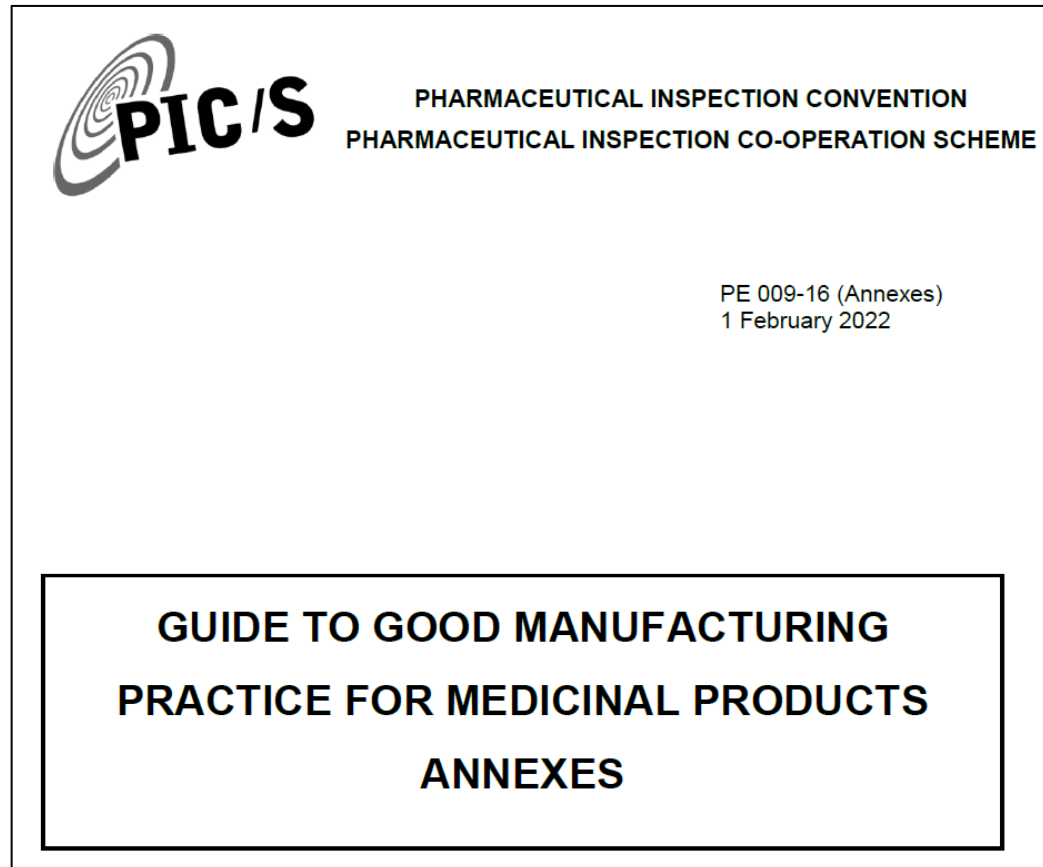 PIC/S
PHARMACEUTICAL INSPECTION CONVENTION
PHARMACEUTICAL INSPECTION CO-OPERATION SCHEME
PE 009-16 (Annexes)
1 February 2022
GUIDE TO GOOD MANUFACTURING
PRACTICE FOR MEDICINAL PRODUCTS
ANNEXES